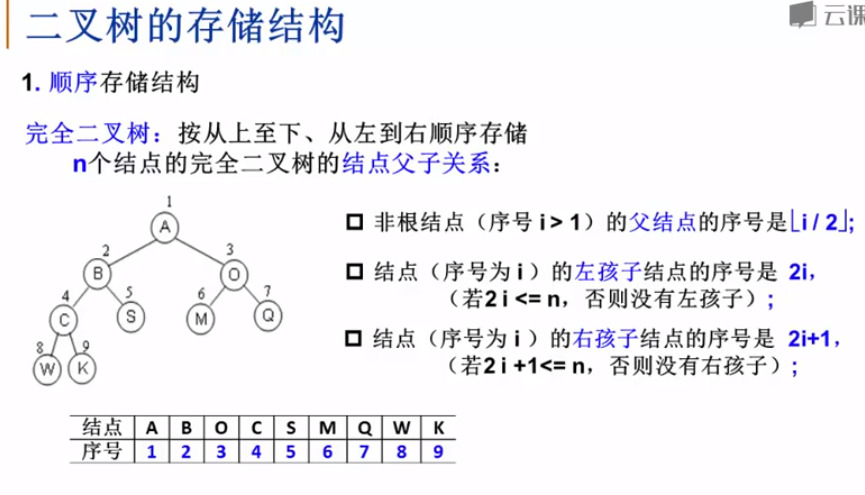 二叉树的存储结构
云课
1. 顺序存储结构
完全二叉树：按从上至下、从左到右顺序存储
n个结点的完全二叉树的结点父子关系：
1
A
2
3
B
O
4
5
6
7
C
S
M
Q
8
9
W
K
非根结点（序号 i > 1）的父结点的序号是⌊i / 2⌋;
结点（序号为 i ）的左孩子结点的序号是 2i，
（若2 i <= n，否则没有左孩子）;
结点（序号为 i ）的右孩子结点的序号是 2i+1，
（若2 i +1<= n，否则没有右孩子）;
结点 A B O C S M Q W K
序号 1 2 3 4 5 6 7 8 9